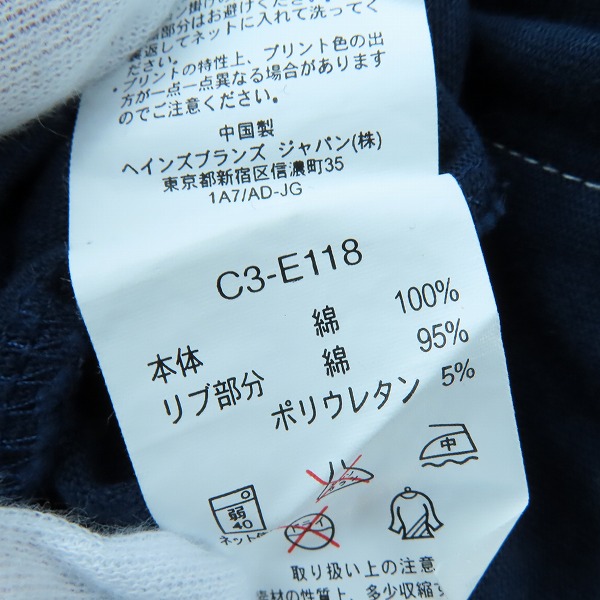 部分はお避けください。
裏返してネットに入れて洗ってく
ださい。
・プリントの特性上、プリント色の出
方が一点一点異なる場合があります
のでご注意ください。
中国製
ヘインズブランズ ジャパン(株)
東京都新宿区信濃町35
1A7/AD-JG
C3-E118
本体 綿 100%
リブ部分 綿 95%
ポリウレタン 5%
中
弱
40
ネット
ドライ
取り扱い上の注意
素材の性質上、多少収縮す